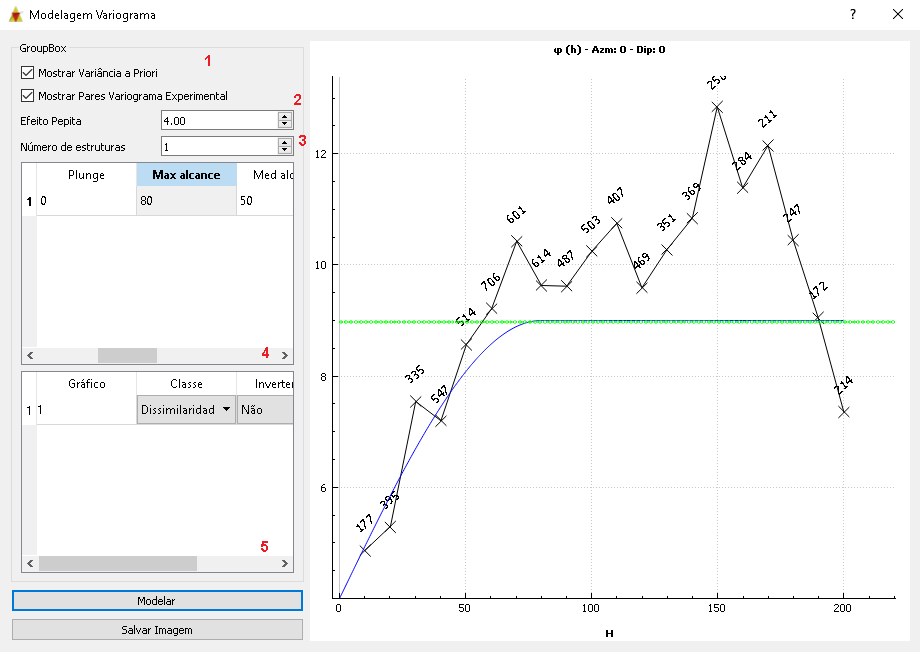 Modelagem Variograma
?
GroupBox
1
Mostrar Variância a Priori
Mostrar Pares Variograma Experimental
2
Efeito Pepita
4.00
3
Número de estruturas
1
Plunge Max alcance Med alc
1 0 80 50
4
Gráfico Classe Inverter
1 1 Dissimilaridad Não
5
Modelar
Salvar Imagem
φ (h) - Azm: 0 - Dip: 0
12
10
8
6
177
395
335
547
514
706
601
614
487
503
407
469
351
369
284
211
247
172
214
0 50 100 150 200
H